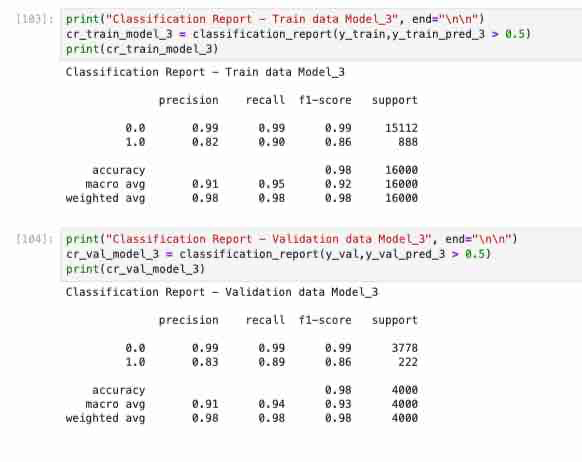 [103]: print("Classification Report - Train data Model_3", end="\n\n")
cr_train_model_3 = classification_report(y_train,y_train_pred_3 > 0.5)
print(cr_train_model_3)
Classification Report - Train data Model_3
precision recall f1-score support
0.0 0.99 0.99 0.99 15112
1.0 0.82 0.90 0.86 888
accuracy 0.98 16000
macro avg 0.91 0.95 0.92 16000
weighted avg 0.98 0.98 0.98 16000
[104]: print("Classification Report - Validation data Model_3", end="\n\n")
cr_val_model_3 = classification_report(y_val,y_val_pred_3 > 0.5)
print(cr_val_model_3)
Classification Report - Validation data Model_3
precision recall f1-score support
0.0 0.99 0.99 0.99 3778
1.0 0.83 0.89 0.86 222
accuracy 0.98 4000
macro avg 0.91 0.94 0.93 4000
weighted avg 0.98 0.98 0.98 4000